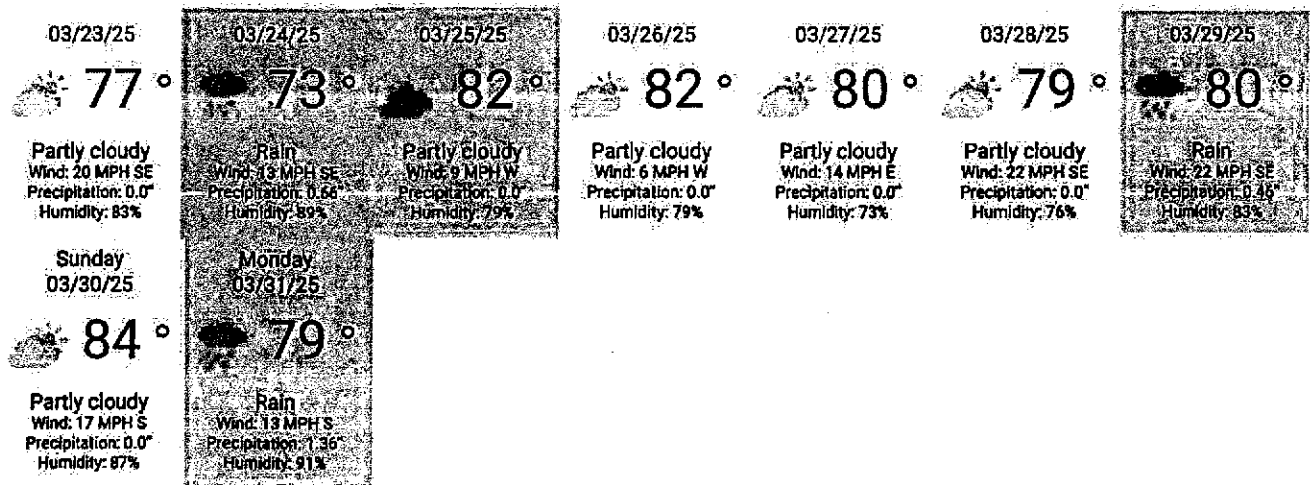 03/23/25
77 °
Partly cloudy
Wind: 20 MPH SE
Precipitation: 0.0"
Humidity: 83%
03/24/25
73 °
Rain
Wind: 13 MPH SE
Precipitation: 0.66"
Humidity: 89%
03/25/25
82 °
Partly cloudy
Wind: 9 MPH W
Precipitation: 0.0"
Humidity: 79%
03/26/25
82 °
Partly cloudy
Wind: 6 MPH W
Precipitation: 0.0"
Humidity: 79%
03/27/25
80 °
Partly cloudy
Wind: 14 MPH E
Precipitation: 0.0"
Humidity: 73%
03/28/25
79 °
Partly cloudy
Wind: 22 MPH SE
Precipitation: 0.0"
Humidity: 76%
03/29/25
80 °
Rain
Wind: 22 MPH SE
Precipitation: 0.46"
Humidity: 83%
Sunday
03/30/25
84 °
Partly cloudy
Wind: 17 MPH S
Precipitation: 0.0"
Humidity: 87%
Monday
03/31/25
79 °
Rain
Wind: 13 MPH S
Precipitation: 1.36"
Humidity: 91%